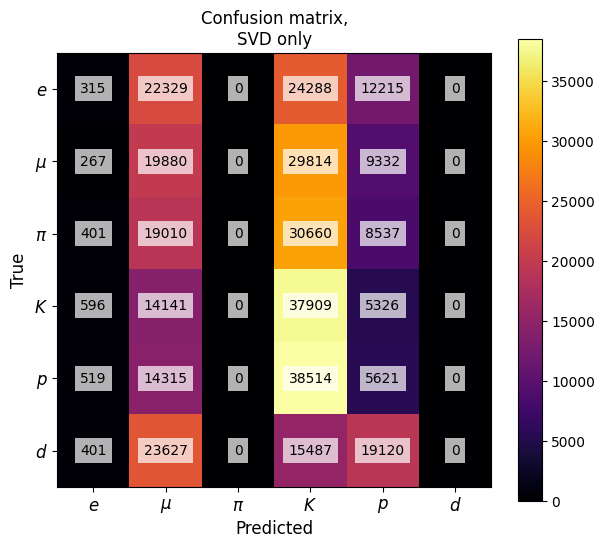 Confusion matrix,
SVD only
e 315 22329 0 24288 12215 0
μ 267 19880 0 29814 9332 0
π 401 19010 0 30660 8537 0
K 596 14141 0 37909 5326 0
p 519 14315 0 38514 5621 0
d 401 23627 0 15487 19120 0
e μ π K p d
Predicted
True
35000
30000
25000
20000
15000
10000
5000
0